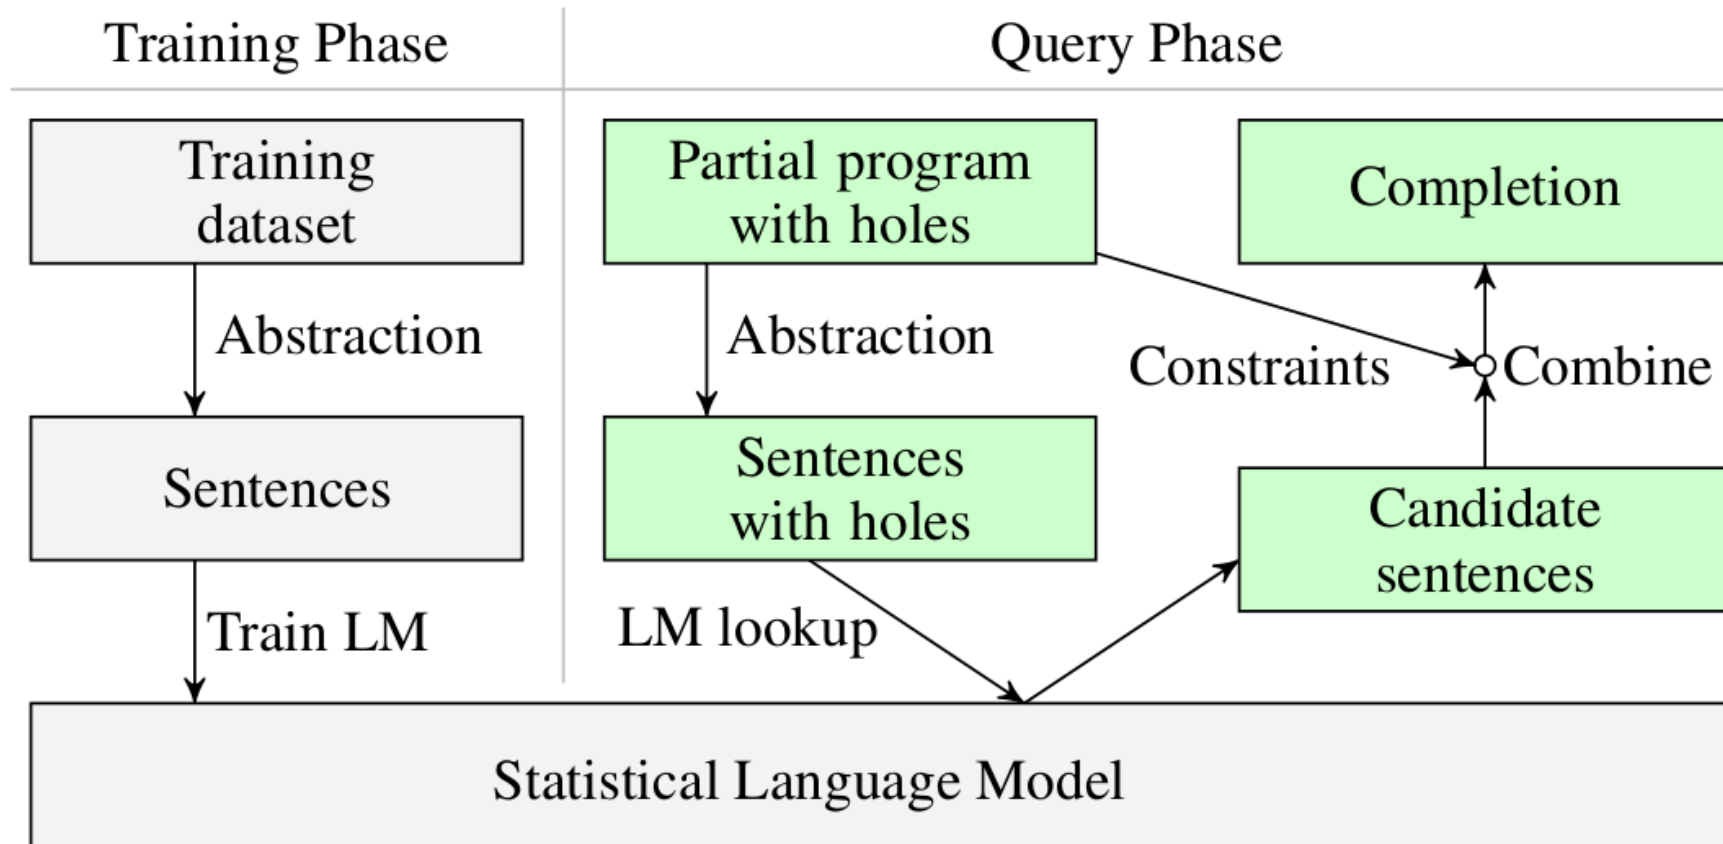 Training Phase
Query Phase
Training
dataset
Partial program
with holes
Completion
Abstraction
Abstraction
Constraints
Combine
Sentences
Sentences
with holes
Candidate
sentences
Train LM
LM lookup
Statistical Language Model